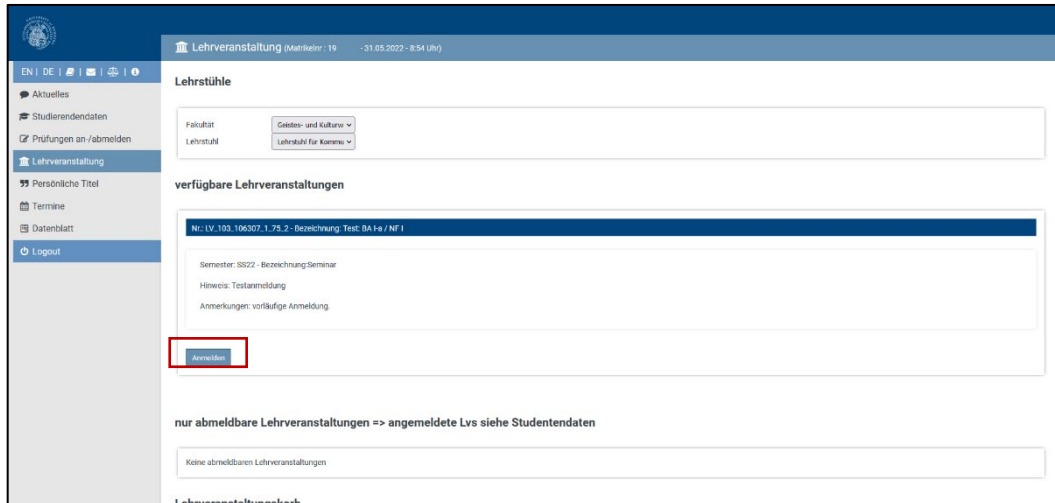 Lehrveranstaltung (Matrikelnr : 19 - 31.05.2022 - 8:54 Uhr)
EN | DE |
Aktuelles
Studierendendaten
Prüfungen an-/abmelden
Lehrveranstaltung
Persönliche Titel
Termine
Datenblatt
Logout
Lehrstühle
Fakultät Geistes- und Kulturw
Lehrstuhl Lehrstuhl für Kommu
verfügbare Lehrveranstaltungen
Nr.: LV_103_106307_1_75_2 - Bezeichnung: Test: BA I-a / NF I
Semester: SS22 - Bezeichnung:Seminar
Hinweis: Testanmeldung
Anmerkungen: vorläufige Anmeldung.
Anmelden
nur abmeldbare Lehrveranstaltungen => angemeldete Lvs siehe Studentendaten
Keine abmeldbaren Lehrveranstaltungen
Lehrveranstaltungskorb